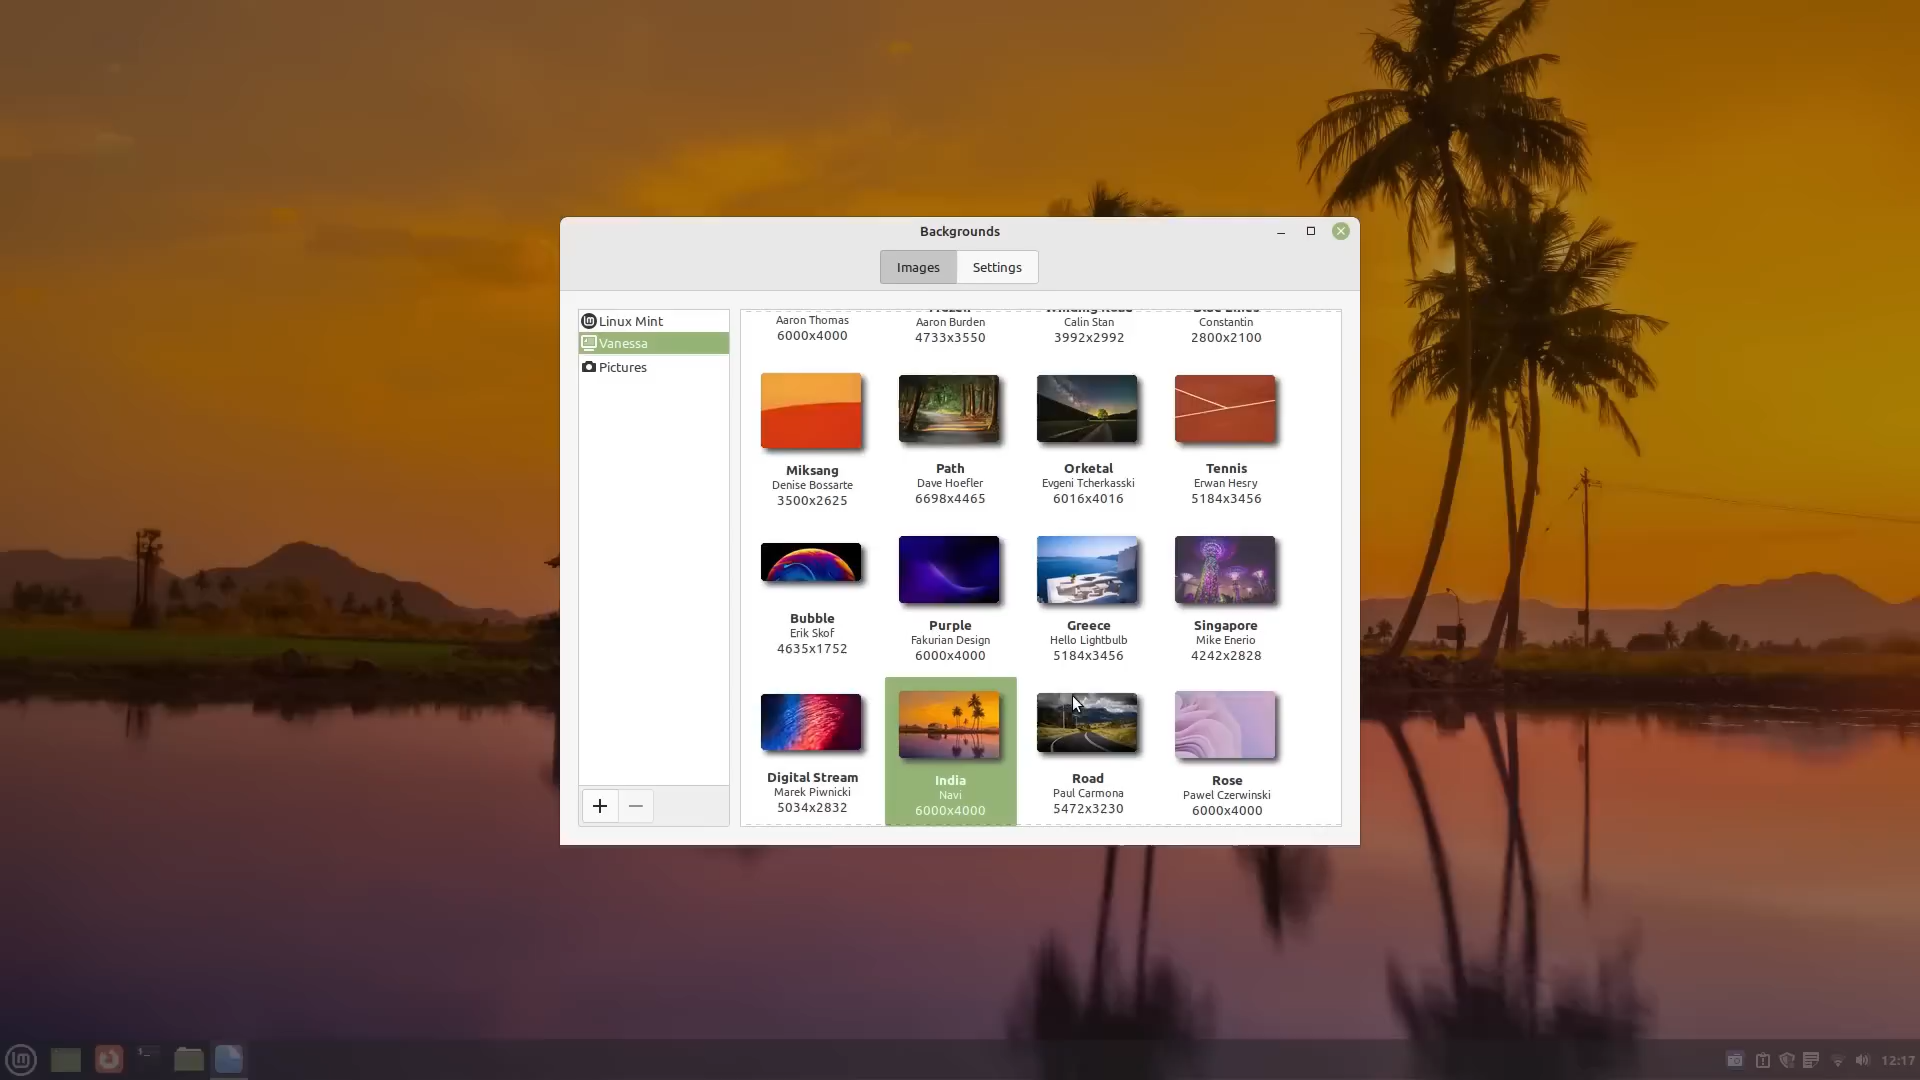 Backgrounds
Images Settings
Linux Mint
Vanessa
Pictures
Aaron Thomas
6000x4000
Aaron Burden
4733x3550
Calin Stan
3992x2992
Constantin
2800x2100
Miksang
Denise Bossarte
3500x2625
Path
Dave Hoefler
6698x4465
Orketal
Evgeni Tcherkasski
6016x4016
Tennis
Erwan Hesry
5184x3456
Bubble
Erik Skof
4635x1752
Purple
Fakurian Design
6000x4000
Greece
Hello Lightbulb
5184x3456
Singapore
Mike Enerio
4242x2828
Digital Stream
Marek Piwnicki
5034x2832
India
Navi
6000x4000
Road
Paul Carmona
5472x3230
Rose
Pawel Czerwinski
6000x4000
12:17